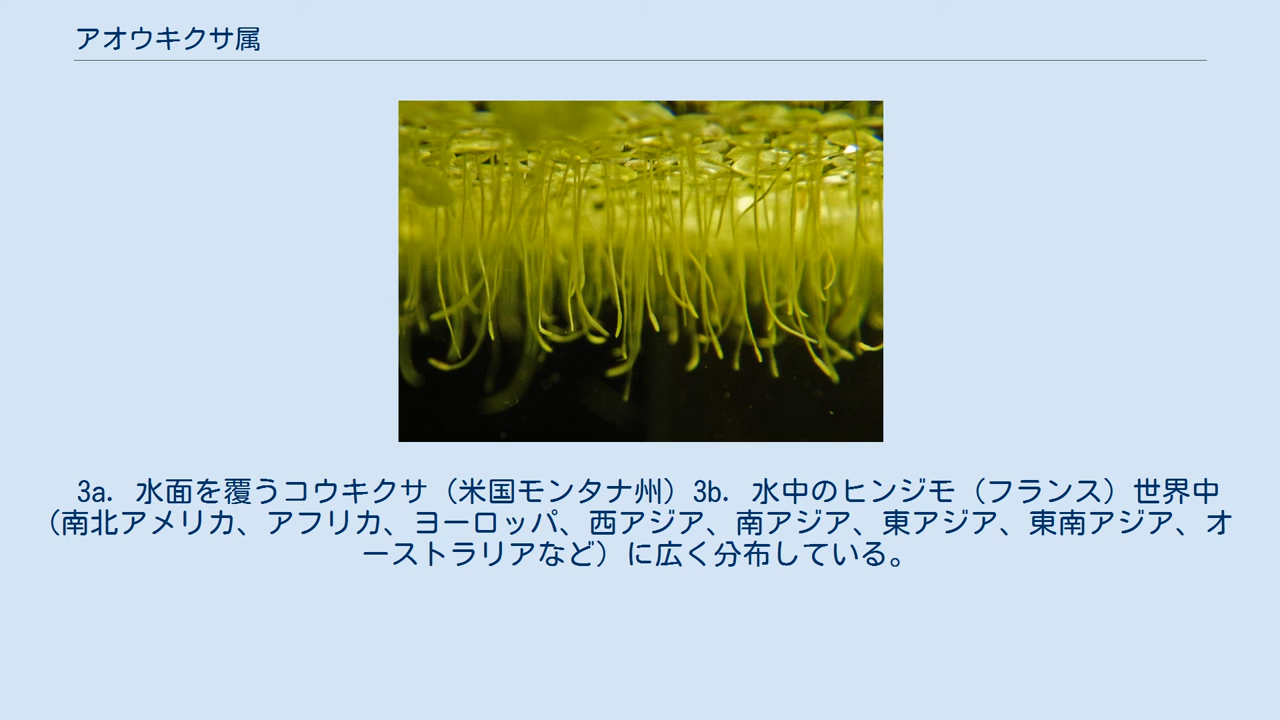 アオウキクサ属
3a. 水面を覆うコウキクサ（米国モンタナ州）3b. 水中のヒンジモ（フランス）世界中
（南北アメリカ、アフリカ、ヨーロッパ、西アジア、南アジア、東アジア、東南アジア、オ
ーストラリアなど）に広く分布している。